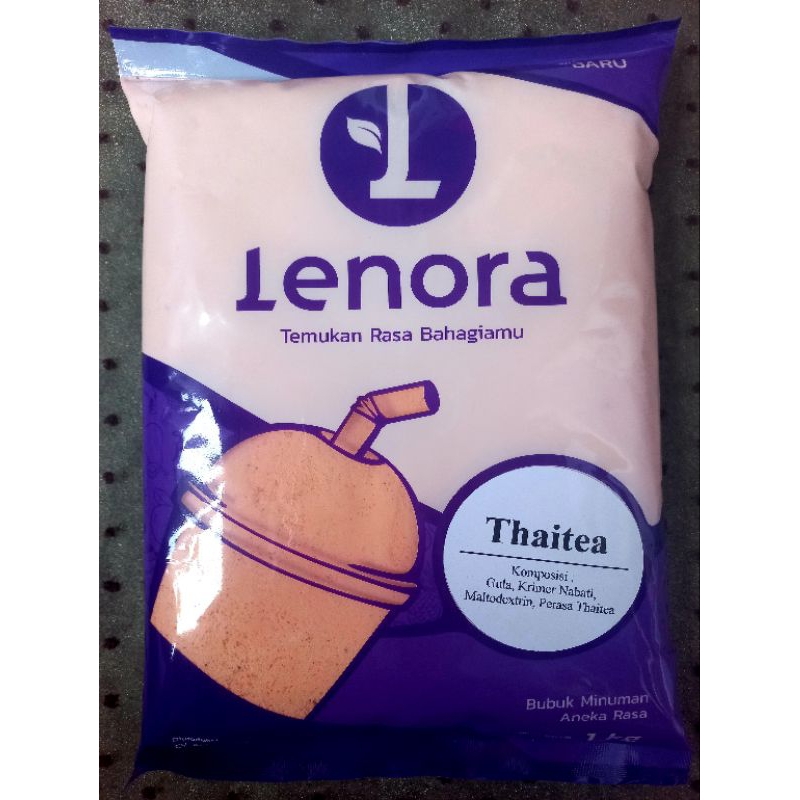 BARU
Lenora
Temukan Rasa Bahagiamu
Thaitea
Komposisi ,
Gula, Krimer Nabati,
Maltodextrin, Perasa Thaitea
Bubuk Minuman
Aneka Rasa
1 kg